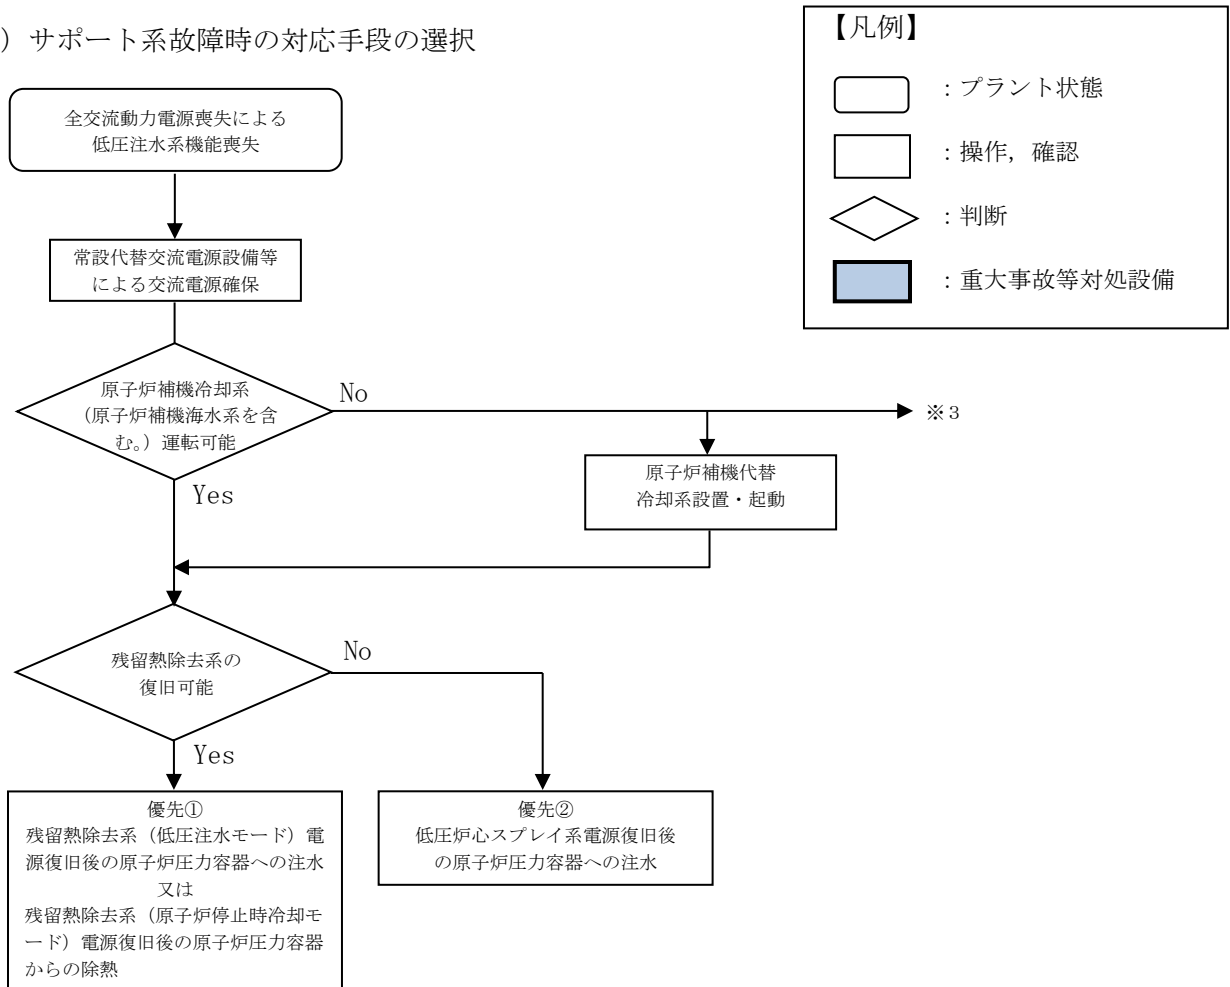 ）サポート系故障時の対応手段の選択
【凡例】
：プラント状態
：操作，確認
：判断
：重大事故等対処設備
全交流動力電源喪失による
低圧注水系機能喪失
常設代替交流電源設備等
による交流電源確保
原子炉補機冷却系
（原子炉補機海水系を含
む。）運転可能
No
※3
Yes
原子炉補機代替
冷却系設置・起動
残留熱除去系の
復旧可能
No
Yes
優先①
残留熱除去系（低圧注水モード）電
源復旧後の原子炉圧力容器への注水
又は
残留熱除去系（原子炉停止時冷却モ
ード）電源復旧後の原子炉圧力容器
からの除熱
優先②
低圧炉心スプレイ系電源復旧後
の原子炉圧力容器への注水